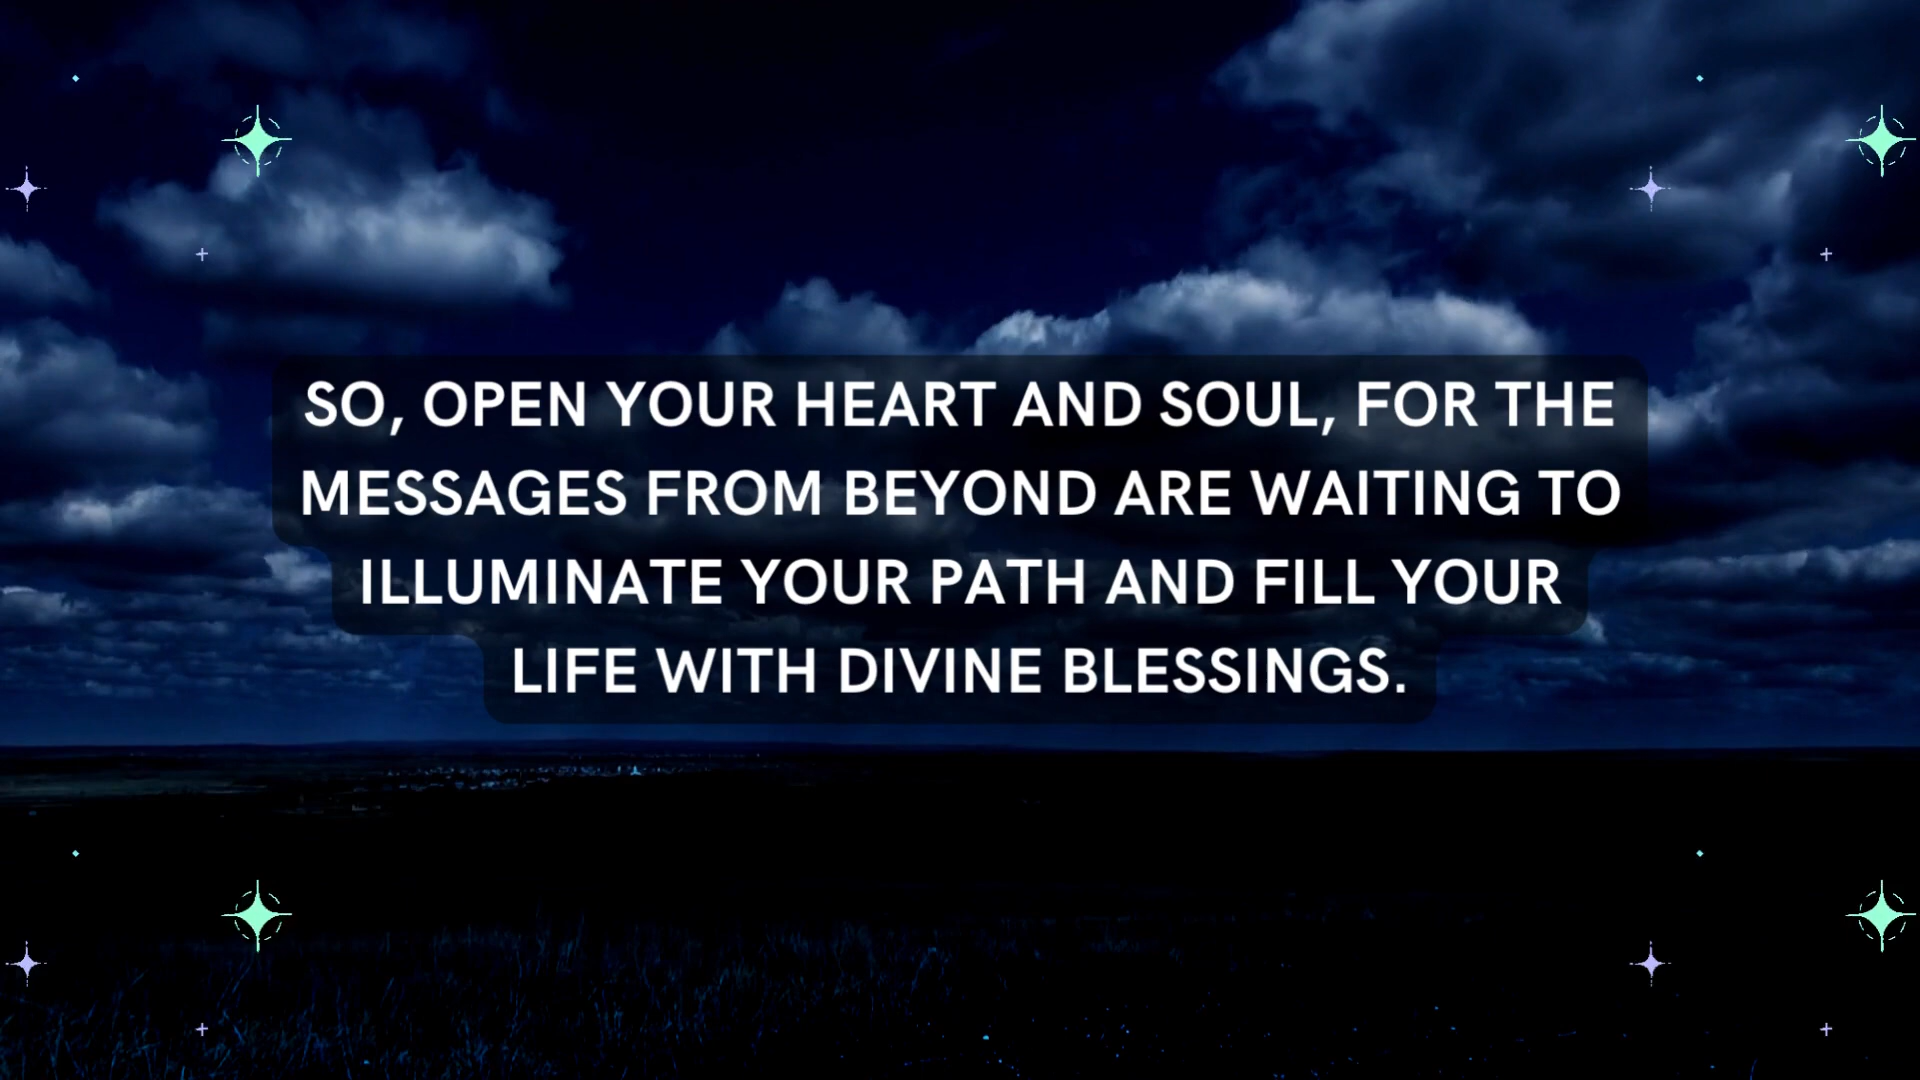 SO, OPEN YOUR HEART AND SOUL, FOR THE
MESSAGES FROM BEYOND ARE WAITING TO
ILLUMINATE YOUR PATH AND FILL YOUR
LIFE WITH DIVINE BLESSINGS.